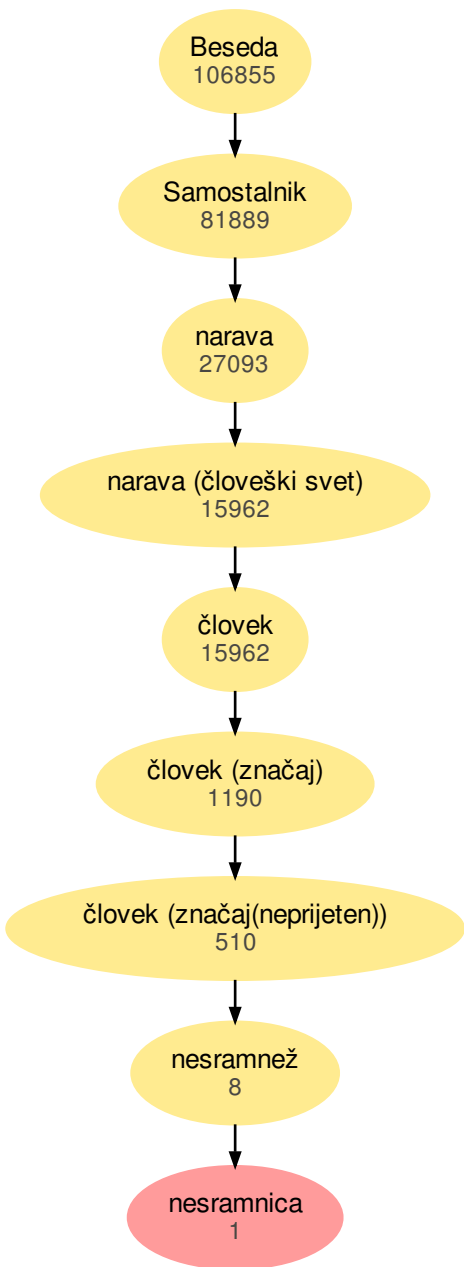 Beseda
106855
Samostalnik
81889
narava
27093
narava (človeški svet)
15962
človek
15962
človek (značaj)
1190
človek (značaj(neprijeten))
510
nesramnež
8
nesramnica
1